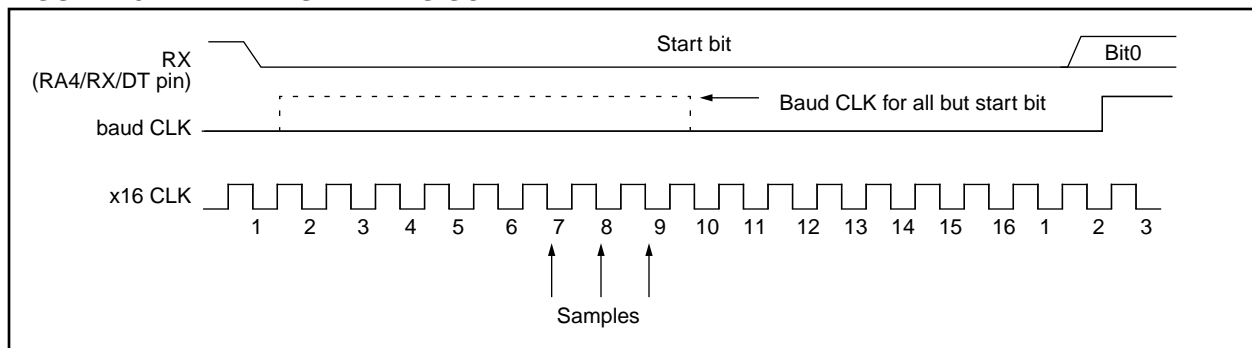 Start bit
RX
(RA4/RX/DT pin)
Bit0
Baud CLK for all but start bit
baud CLK
x16 CLK
1 2 3 4 5 6 7 8 9 10 11 12 13 14 15 16 1 2 3
Samples